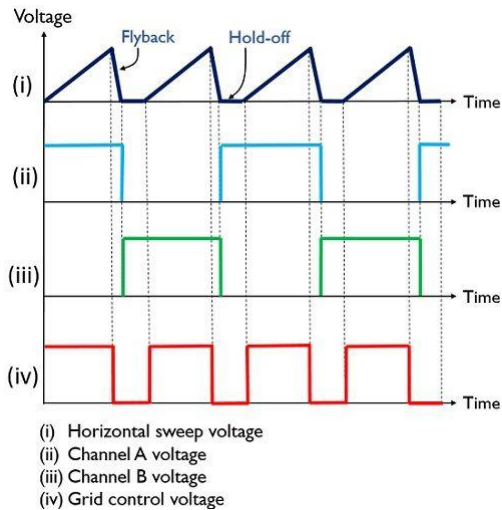 Voltage
Flyback
Hold-off
(i)
Time
(ii)
Time
(iii)
Time
(iv)
Time
(i) Horizontal sweep voltage
(ii) Channel A voltage
(iii) Channel B voltage
(iv) Grid control voltage